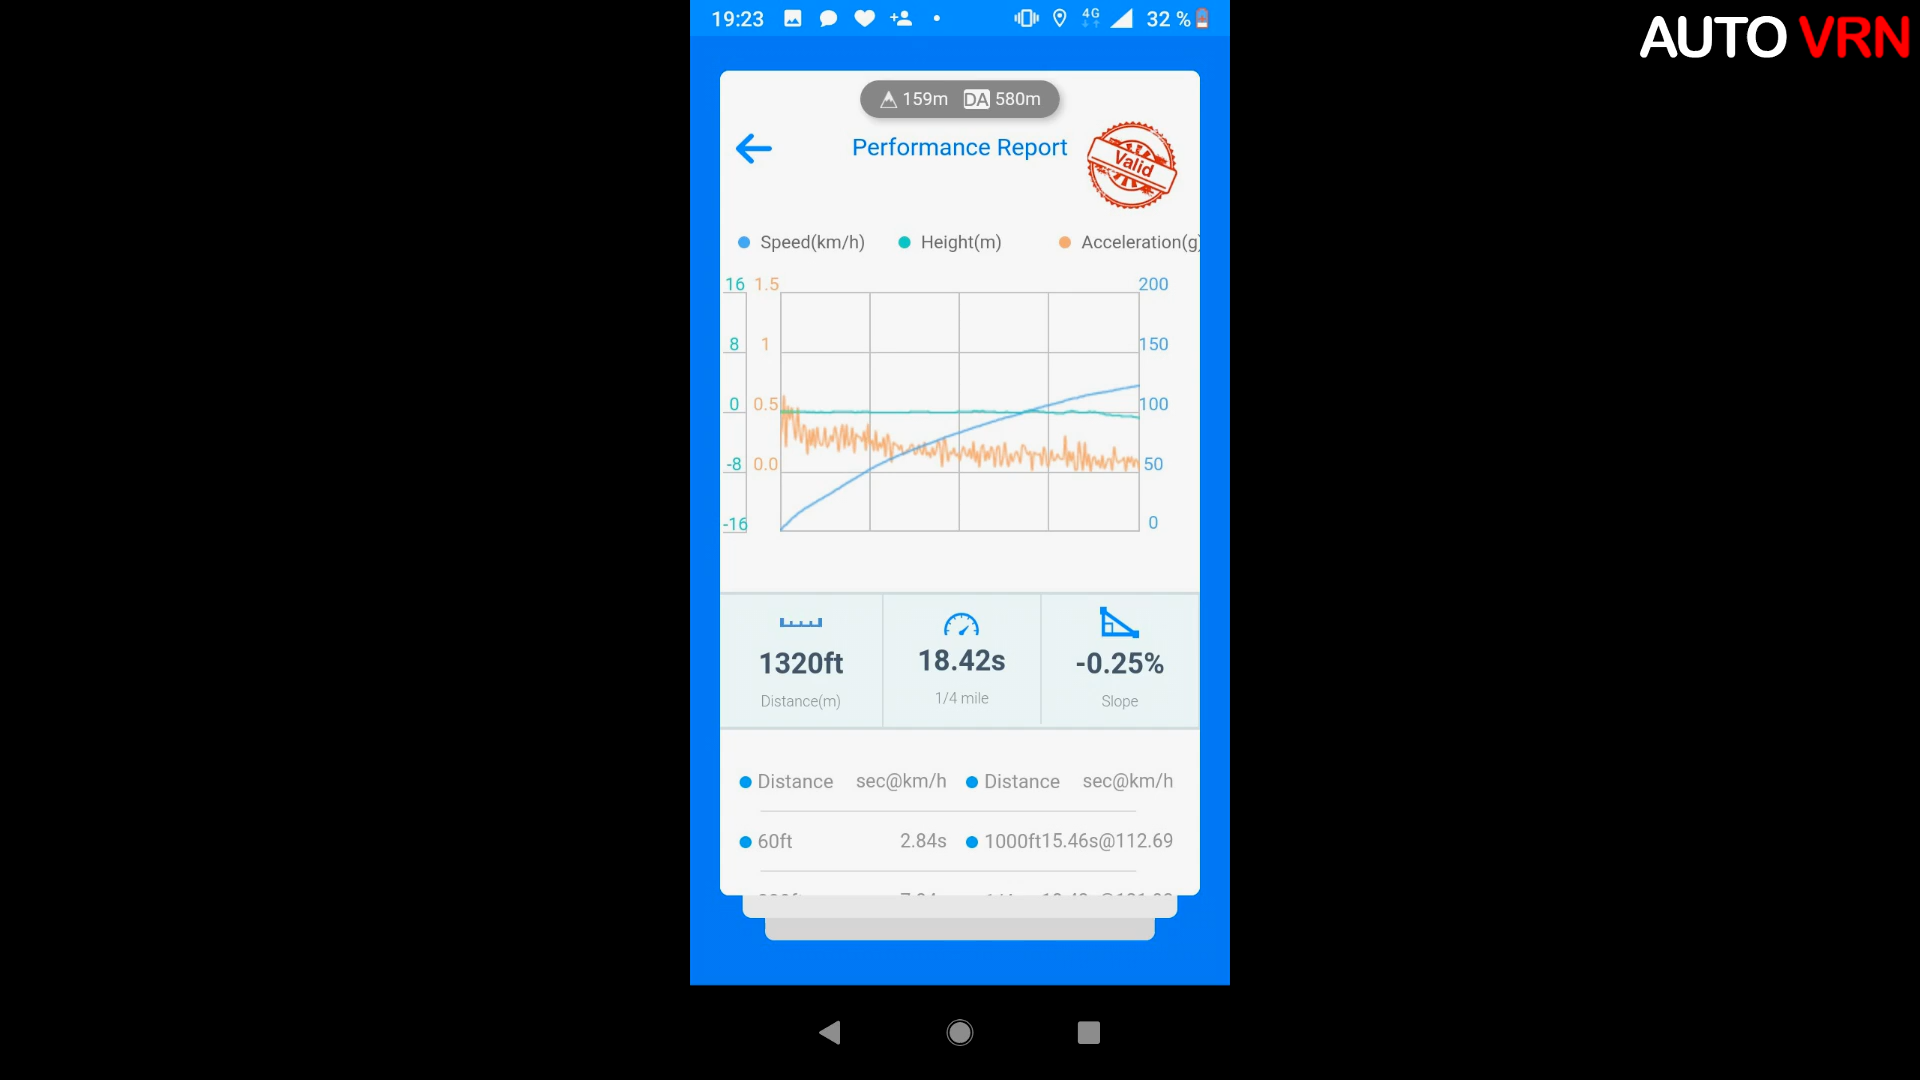 19:23 4G 32 %
AUTO VRN
159m DA 580m
Performance Report
Valid
Speed(km/h) Height(m) Acceleration(g)
16 1.5 200
8 1 150
0 0.5 100
-8 0.0 50
-16 0
1320ft 18.42s -0.25%
Distance(m) 1/4 mile Slope
Distance sec@km/h Distance sec@km/h
60ft 2.84s 1000ft15.46s@112.69